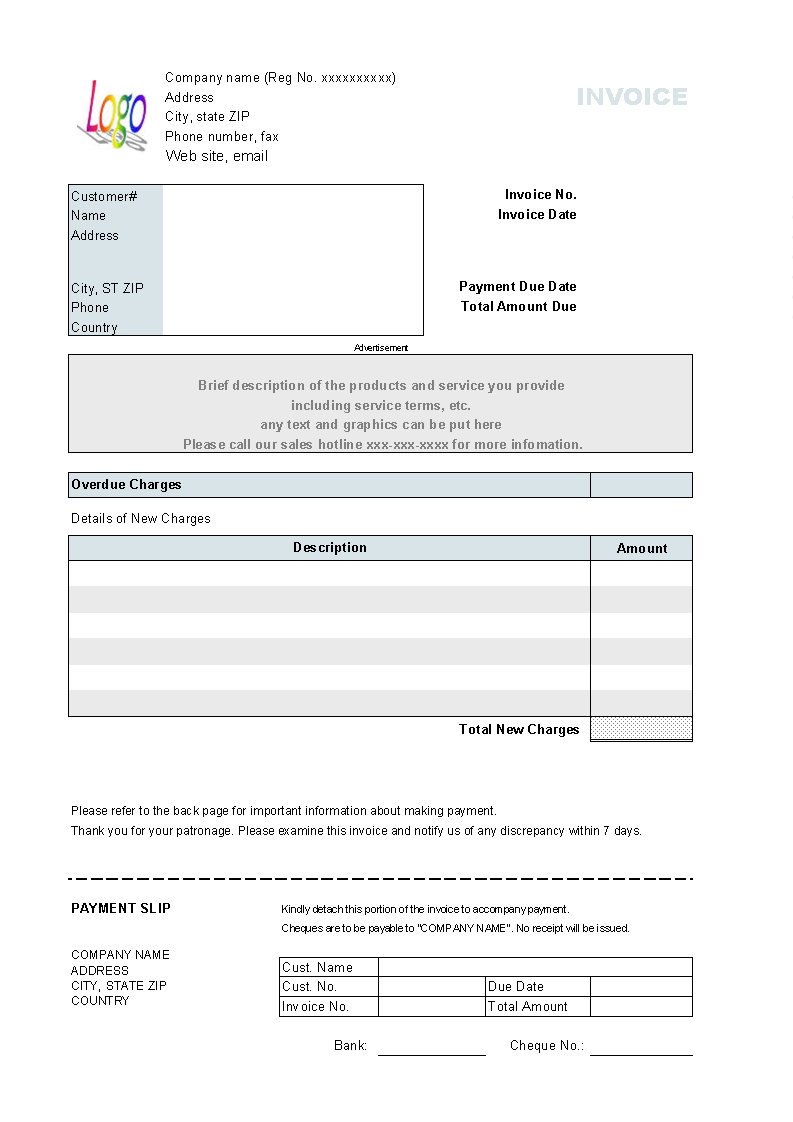 Logo
Company name (Reg No. xxxxxxxxxx)
Address
City, state ZIP
Phone number, fax
Web site, email
INVOICE
Customer#
Name
Address
City, ST ZIP
Phone
Country
Invoice No.
Invoice Date
Payment Due Date
Total Amount Due
Advertisement
Brief description of the products and service you provide
including service terms, etc.
any text and graphics can be put here
Please call our sales hotline xxx-xxx-xxxx for more infomation.
Overdue Charges
Details of New Charges
Description Amount
Total New Charges
Please refer to the back page for important information about making payment.
Thank you for your patronage. Please examine this invoice and notify us of any discrepancy within 7 days.
PAYMENT SLIP
Kindly detach this portion of the invoice to accompany payment.
Cheques are to be payable to "COMPANY NAME". No receipt will be issued.
COMPANY NAME
ADDRESS
CITY, STATE ZIP
COUNTRY
Cust. Name
Cust. No. Due Date
Invoice No. Total Amount
Bank: Cheque No.: